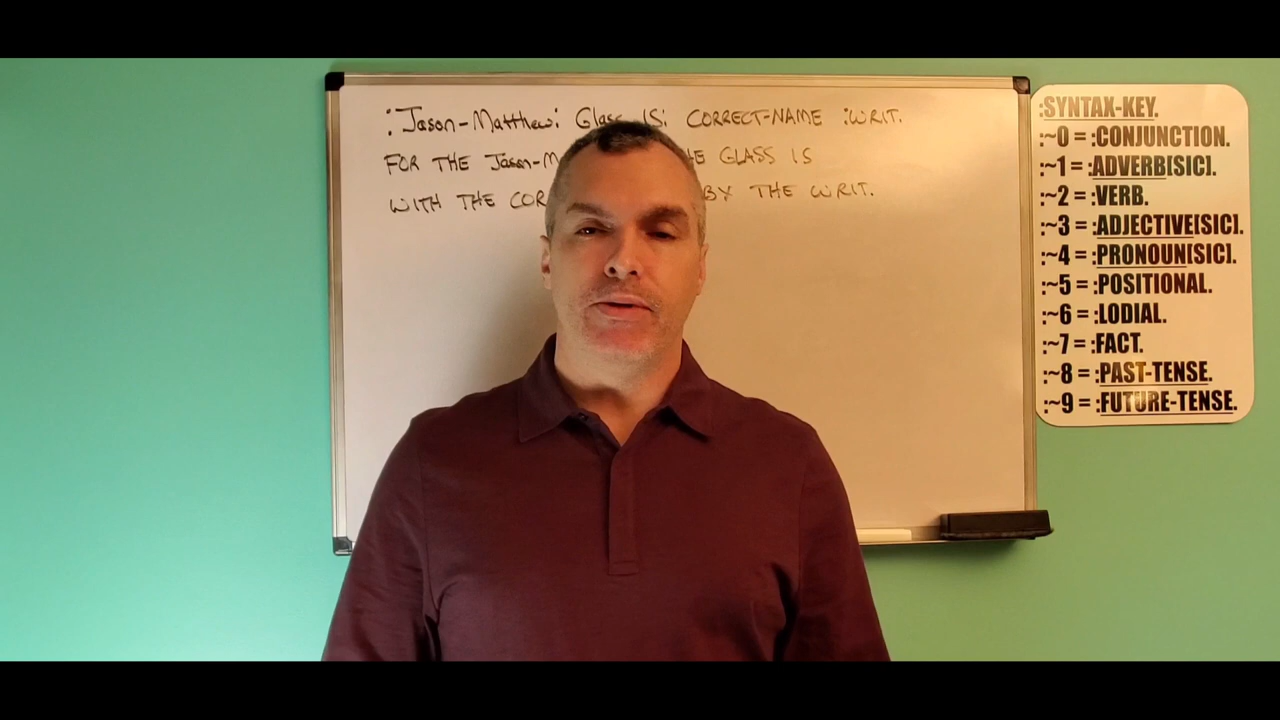 :Jason-Matthew: Glass IS: CORRECT-NAME :WRIT.
FOR THE Jason-M GLASS IS
WITH THE COR BY THE WRIT.
:SYNTAX-KEY.
:~0 = :CONJUNCTION.
:~1 = :ADVERB[SIC].
:~2 = :VERB.
:~3 = :ADJECTIVE[SIC].
:~4 = :PRONOUN[SIC].
:~5 = :POSITIONAL.
:~6 = :LODIAL.
:~7 = :FACT.
:~8 = :PAST-TENSE.
:~9 = :FUTURE-TENSE.